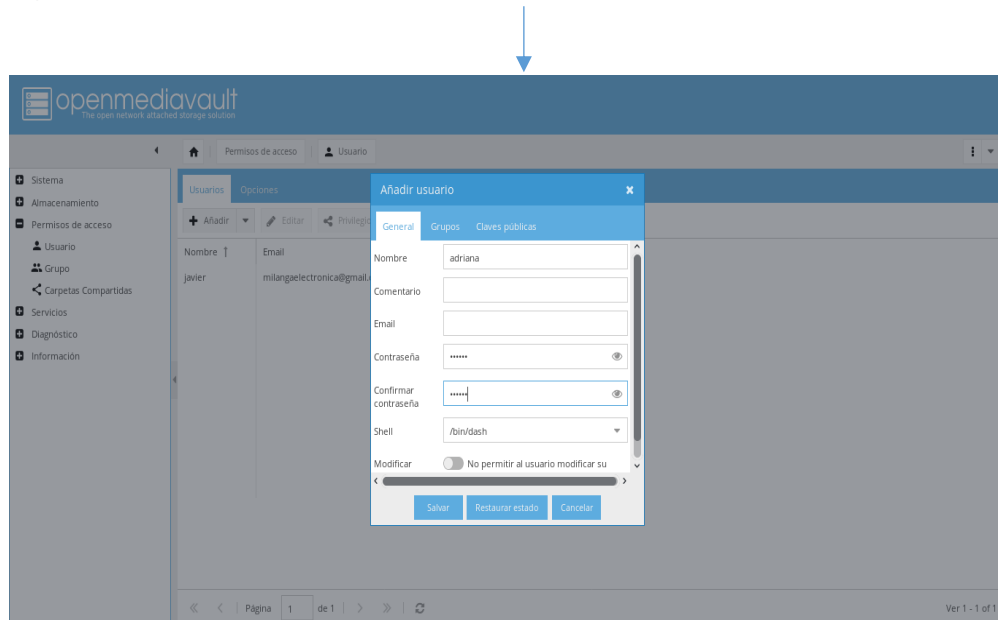 openmediavault
The open network attached storage solution
Permisos de acceso
Usuario
Sistema
Almacenamiento
Permisos de acceso
Usuario
Grupo
Carpetas Compartidas
Servicios
Diagnóstico
Información
Usuarios Opciones
Añadir Editar Privilegio
Nombre Email
javier milangaelectronica@gmail.c
Añadir usuario
General Grupos Claves públicas
Nombre adriana
Comentario
Email
Contraseña ••••••
Confirmar
contraseña ••••••
Shell /bin/dash
Modificar No permitir al usuario modificar su
Salvar Restaurar estado Cancelar
Página 1 de 1
Ver 1 - 1 of 1